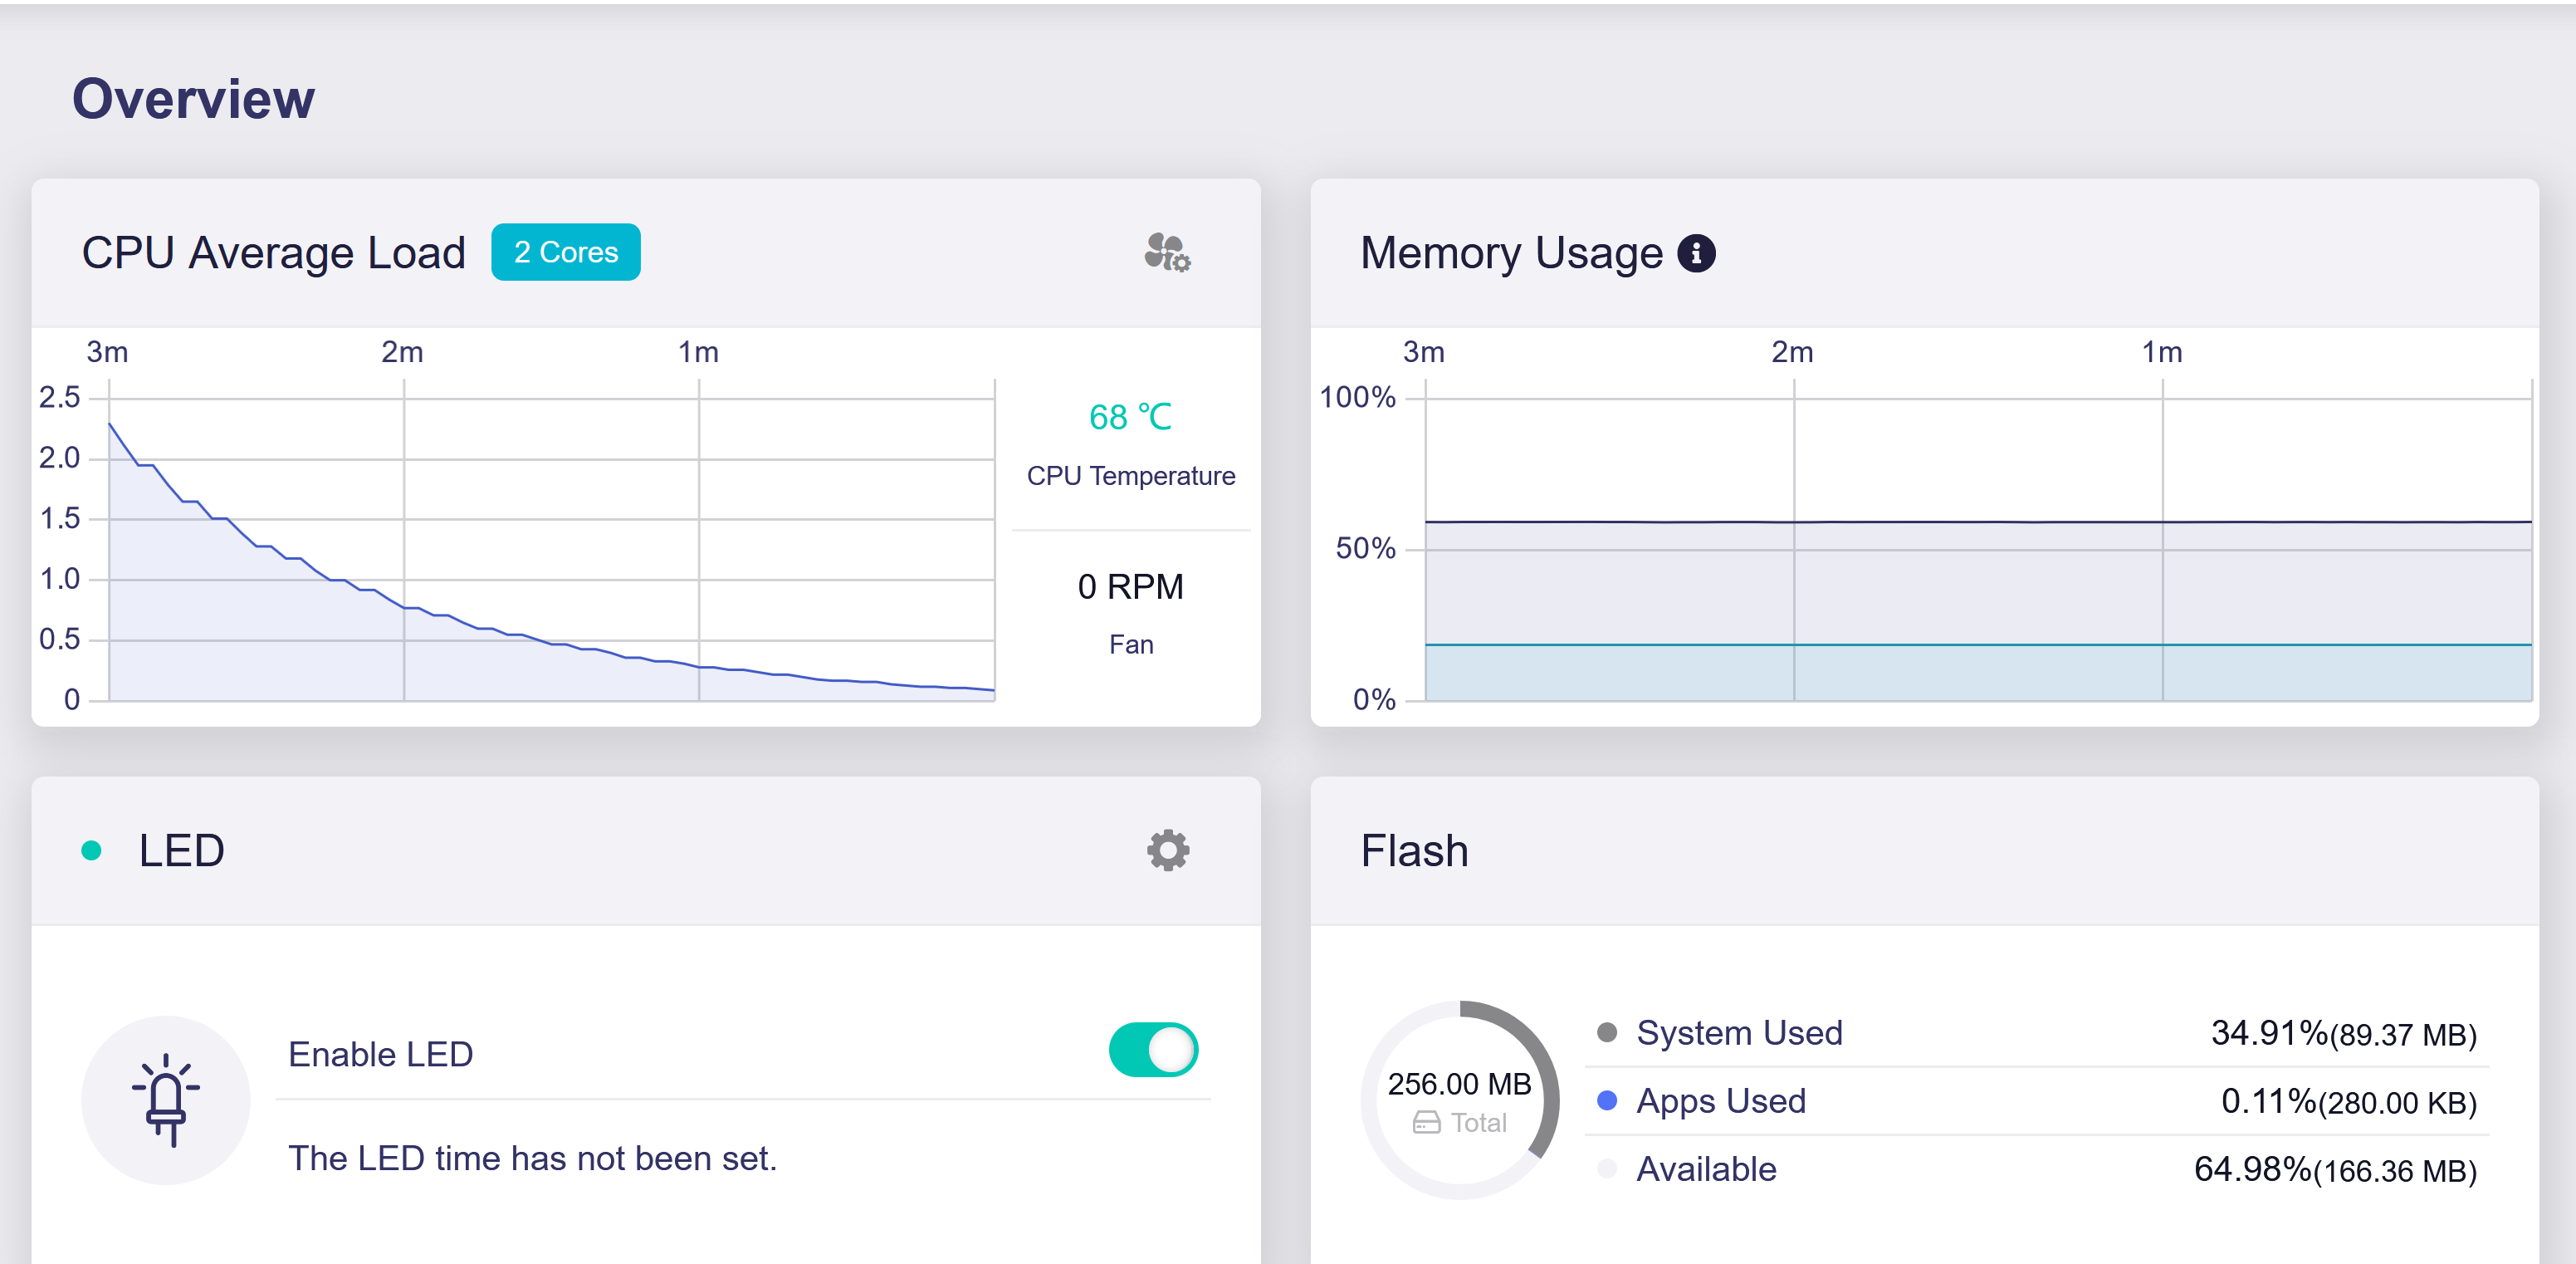 Overview
CPU Average Load 2 Cores
3m 2m 1m
2.5
2.0
1.5
1.0
0.5
0
68 ℃
CPU Temperature
0 RPM
Fan
Memory Usage
3m 2m 1m
100%
50%
0%
LED
Enable LED
The LED time has not been set.
Flash
256.00 MB
Total
System Used 34.91%(89.37 MB)
Apps Used 0.11%(280.00 KB)
Available 64.98%(166.36 MB)